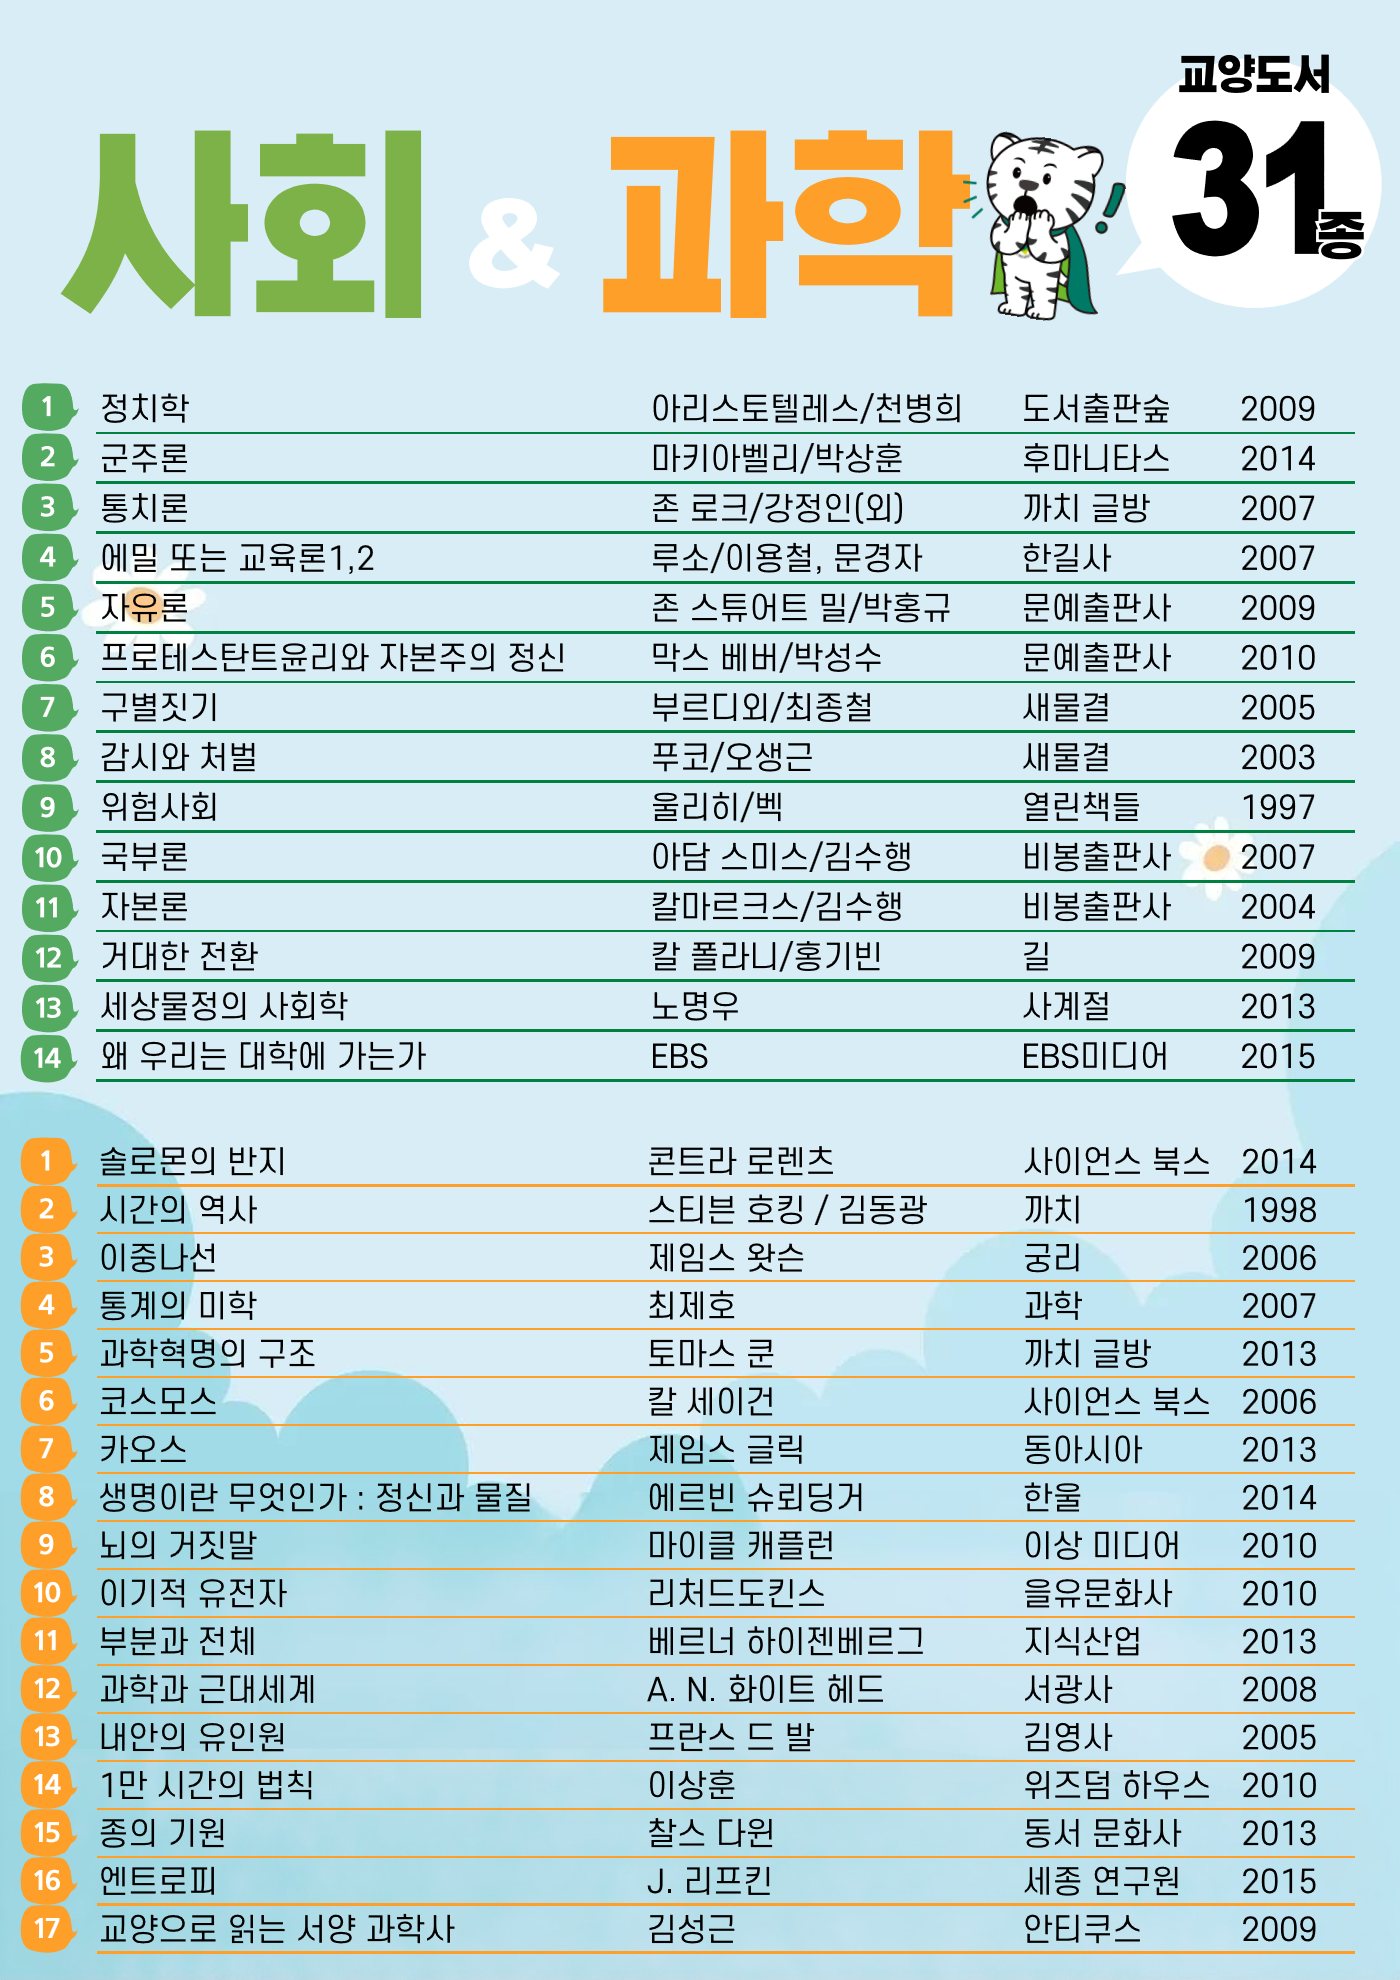 교양도서
31종
사회 & 과학
1 정치학 아리스토텔레스/천병희 도서출판숲 2009
2 군주론 마키아벨리/박상훈 후마니타스 2014
3 통치론 존 로크/강정인(외) 까치 글방 2007
4 에밀 또는 교육론1,2 루소/이용철, 문경자 한길사 2007
5 자유론 존 스튜어트 밀/박홍규 문예출판사 2009
6 프로테스탄트윤리와 자본주의 정신 막스 베버/박성수 문예출판사 2010
7 구별짓기 부르디외/최종철 새물결 2005
8 감시와 처벌 푸코/오생근 새물결 2003
9 위험사회 울리히/벡 열린책들 1997
10 국부론 아담 스미스/김수행 비봉출판사 2007
11 자본론 칼마르크스/김수행 비봉출판사 2004
12 거대한 전환 칼 폴라니/홍기빈 길 2009
13 세상물정의 사회학 노명우 사계절 2013
14 왜 우리는 대학에 가는가 EBS EBS미디어 2015
1 솔로몬의 반지 콘트라 로렌츠 사이언스 북스 2014
2 시간의 역사 스티븐 호킹 / 김동광 까치 1998
3 이중나선 제임스 왓슨 궁리 2006
4 통계의 미학 최제호 과학 2007
5 과학혁명의 구조 토마스 쿤 까치 글방 2013
6 코스모스 칼 세이건 사이언스 북스 2006
7 카오스 제임스 글릭 동아시아 2013
8 생명이란 무엇인가 : 정신과 물질 에르빈 슈뢰딩거 한울 2014
9 뇌의 거짓말 마이클 캐플런 이상 미디어 2010
10 이기적 유전자 리처드도킨스 을유문화사 2010
11 부분과 전체 베르너 하이젠베르그 지식산업 2013
12 과학과 근대세계 A. N. 화이트 헤드 서광사 2008
13 내안의 유인원 프란스 드 발 김영사 2005
14 1만 시간의 법칙 이상훈 위즈덤 하우스 2010
15 종의 기원 찰스 다윈 동서 문화사 2013
16 엔트로피 J. 리프킨 세종 연구원 2015
17 교양으로 읽는 서양 과학사 김성근 안티쿠스 2009